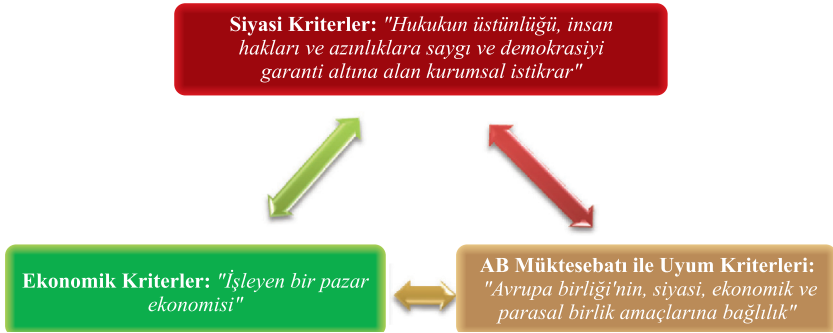 Siyasi Kriterler: "Hukukun üstünlüğü, insan
hakları ve azınlıklara saygı ve demokrasiyi
garanti altına alan kurumsal istikrar"
Ekonomik Kriterler: "İşleyen bir pazar
ekonomisi"
AB Müktesebatı ile Uyum Kriterleri:
"Avrupa birliği'nin, siyasi, ekonomik ve
parasal birlik amaçlarına bağlılık"